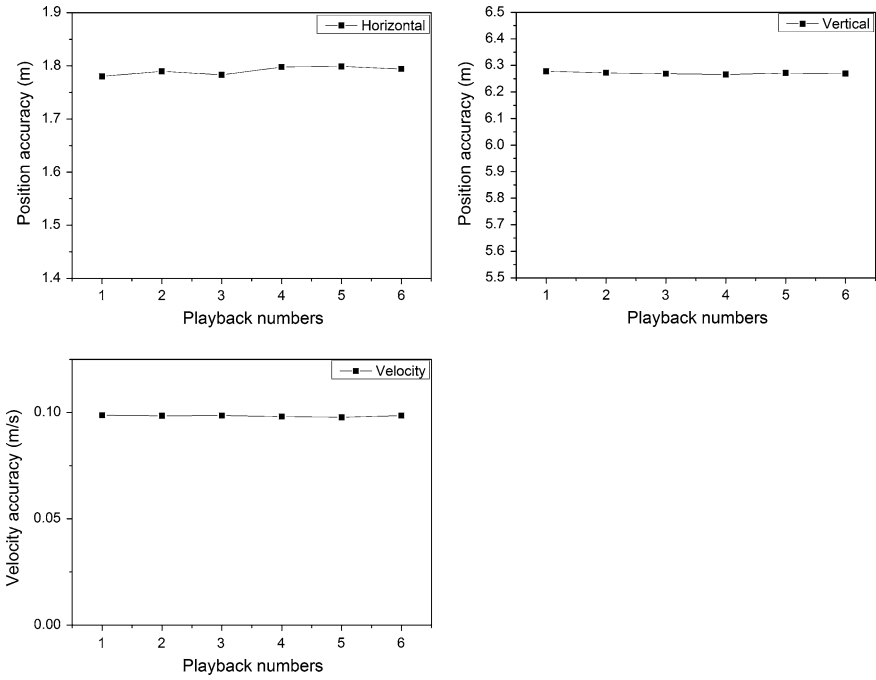 Horizontal
1.9
1.8
1.7
1.6
1.5
1.4
Position accuracy (m)
1 2 3 4 5 6
Playback numbers
Vertical
6.5
6.4
6.3
6.2
6.1
6.0
5.9
5.8
5.7
5.6
5.5
Position accuracy (m)
1 2 3 4 5 6
Playback numbers
Velocity
0.10
0.05
0.00
Velocity accuracy (m/s)
1 2 3 4 5 6
Playback numbers